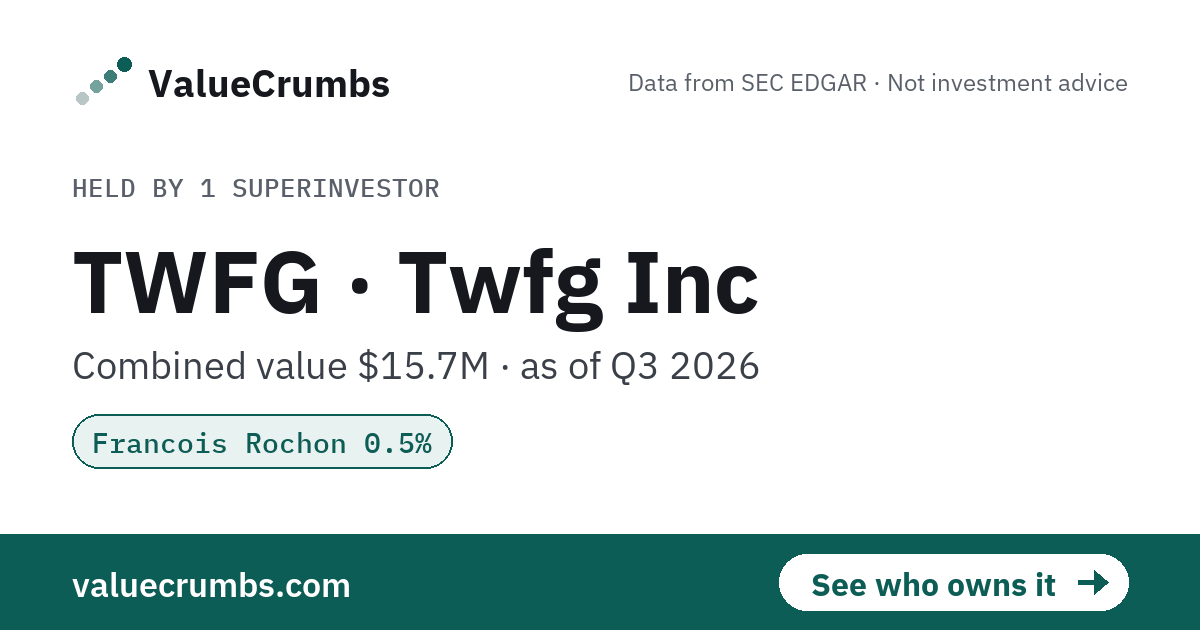 ValueCrumbs
Data from SEC EDGAR · Not investment advice
HELD BY 1 SUPERINVESTOR
TWFG · Twfg Inc
Combined value $15.7M · as of Q3 2026
Francois Rochon 0.5%
valuecrumbs.com
See who owns it →